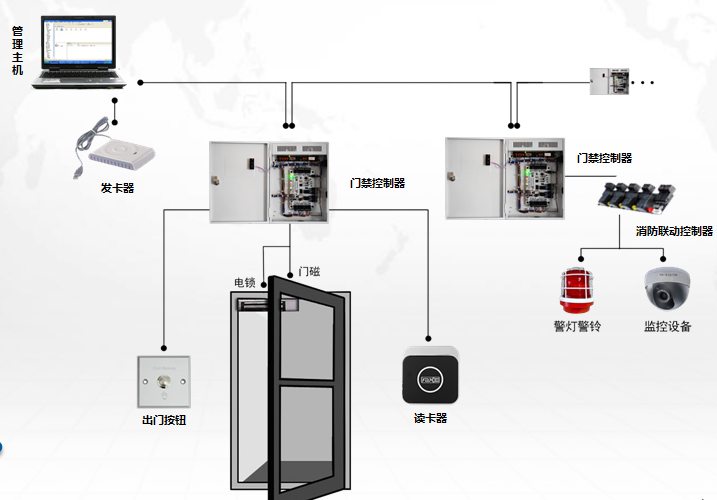 管理主机
发卡器
门禁控制器
门禁控制器
消防联动控制器
电锁
门磁
警灯警铃
监控设备
出门按钮
读卡器